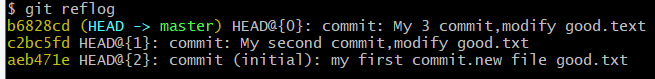 $ git reflog
b6828cd (HEAD -> master) HEAD@{0}: commit: My 3 commit,modify good.text
c2bc5fd HEAD@{1}: commit: My second commit,modify good.txt
aeb471e HEAD@{2}: commit (initial): my first commit.new file good.txt